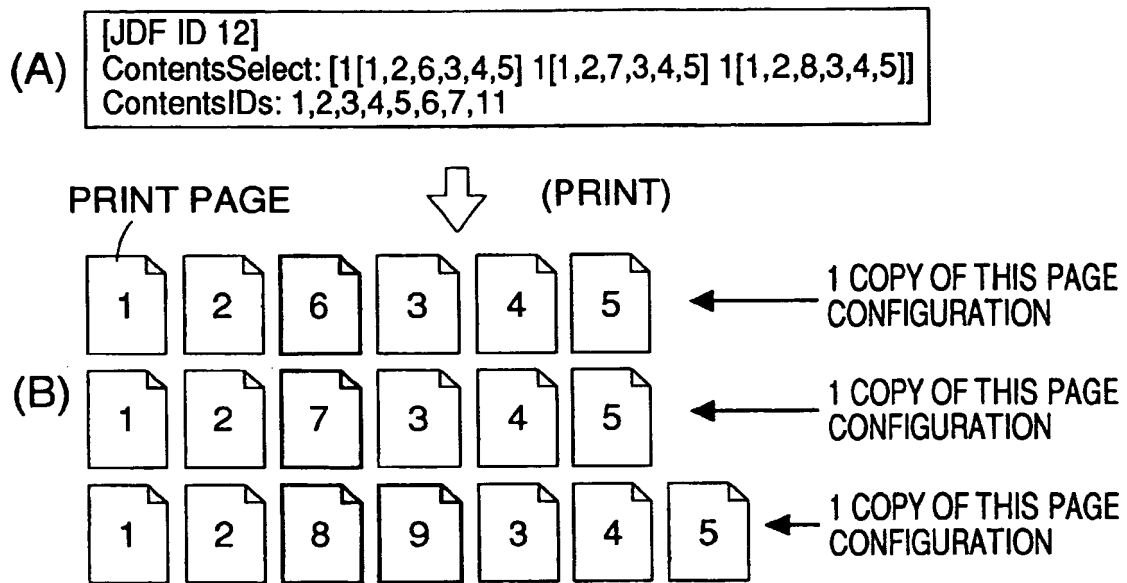 (A)
[JDF ID 12]
ContentsSelect: [1[1,2,6,3,4,5] 1[1,2,7,3,4,5] 1[1,2,8,3,4,5]]
ContentsIDs: 1,2,3,4,5,6,7,11
PRINT PAGE
(PRINT)
1 2 6 3 4 5
1 COPY OF THIS PAGE
CONFIGURATION
(B)
1 2 7 3 4 5
1 COPY OF THIS PAGE
CONFIGURATION
1 2 8 9 3 4 5
1 COPY OF THIS PAGE
CONFIGURATION